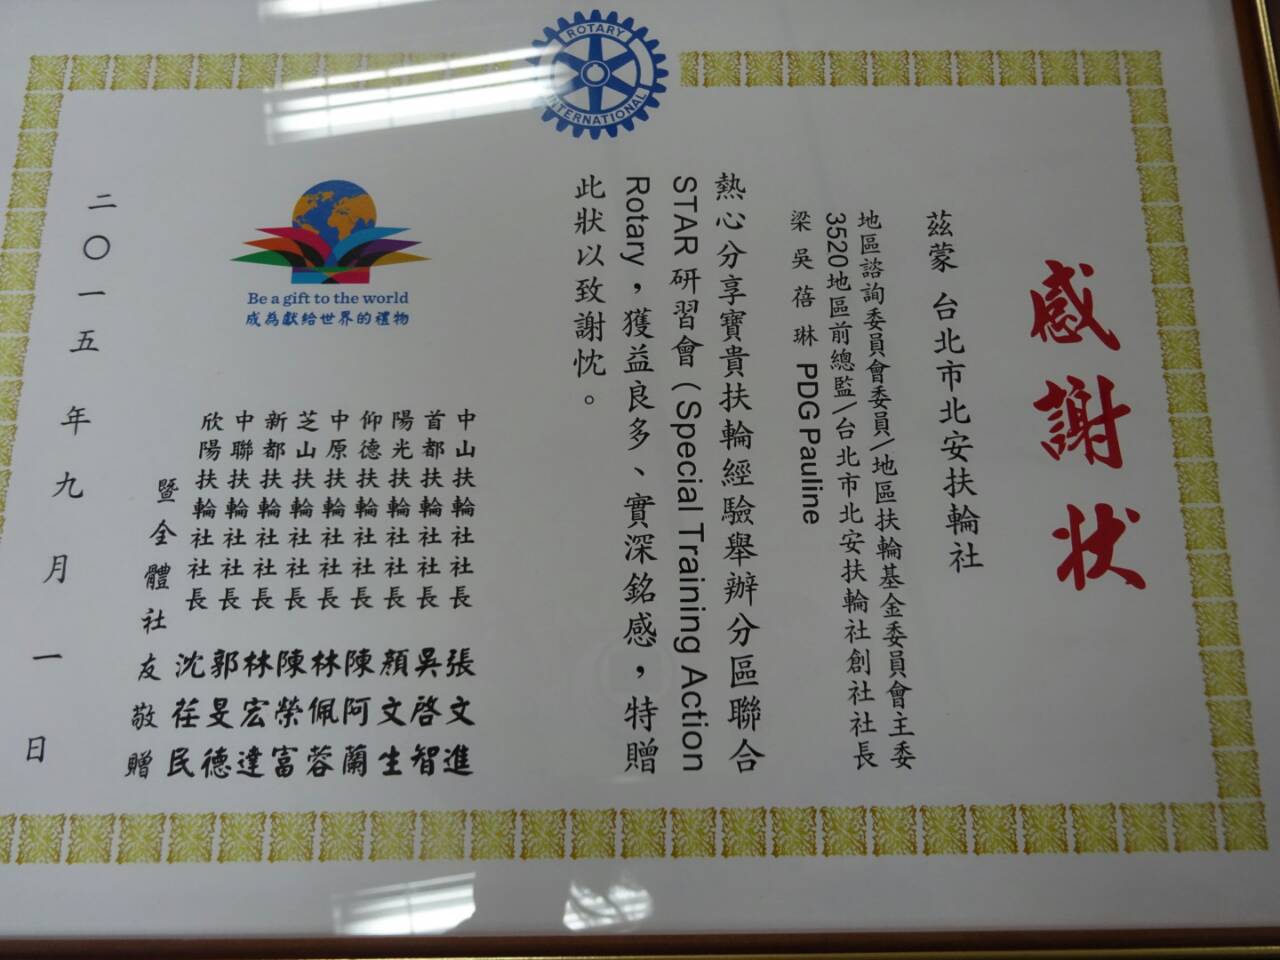 ROTARY
INTERNATIONAL
感謝狀
茲蒙 台北市北安扶輪社
地區諮詢委員會委員/地區扶輪基金委員會主委
3520地區前總監/台北市北安扶輪社創社社長
梁吳蓓琳 PDG Pauline
熱心分享寶貴扶輪經驗舉辦分區聯合
STAR 研習會 (Special Training Action
Rotary,獲益良多、實深銘感,特贈
此狀以致謝忱。
Be a gift to the world
成為獻給世界的禮物
中山扶輪社社長 張文進
首都扶輪社社長 吳啓智
陽光扶輪社社長 顏文生
仰德扶輪社社長 陳阿蘭
中原扶輪社社長 林佩蓉
芝山扶輪社社長 陳榮富
新都扶輪社社長 林宏達
中聯扶輪社社長 郭旻德
欣陽扶輪社社長 沈荏民
暨全體社友敬贈
二〇一五年九月一日